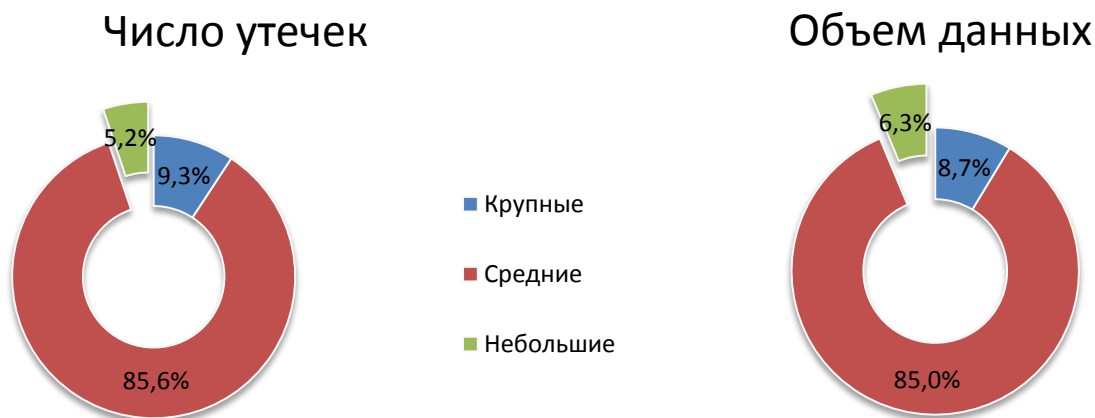 Число утечек
5,2%
9,3%
85,6%
Крупные
Средние
Небольшие
Объем данных
6,3%
8,7%
85,0%